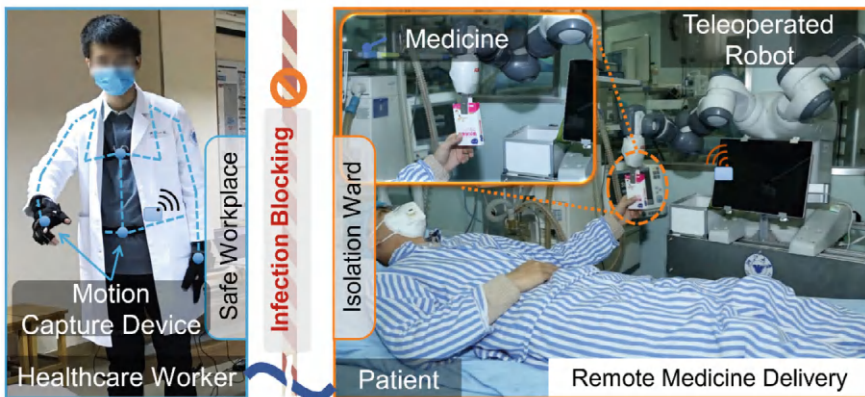 Medicine
Teleoperated
Robot
Safe Workplace
Infection Blocking
Isolation Ward
Motion
Capture Device
Healthcare Worker
Patient
Remote Medicine Delivery